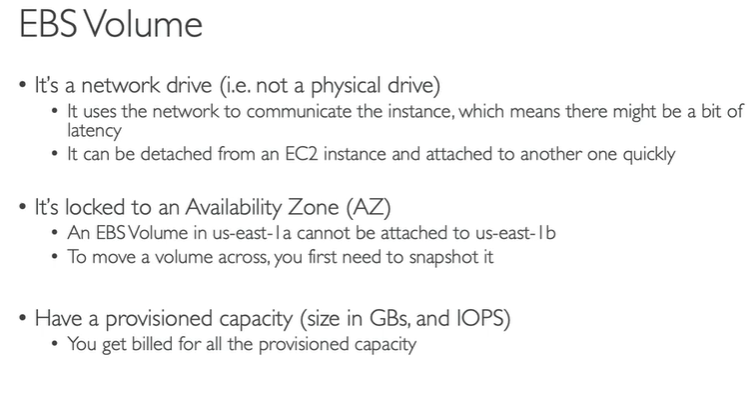 EBS Volume
• It's a network drive (i.e. not a physical drive)
• It uses the network to communicate the instance, which means there might be a bit of
latency
• It can be detached from an EC2 instance and attached to another one quickly
• It's locked to an Availability Zone (AZ)
• An EBS Volume in us-east-1a cannot be attached to us-east-1b
• To move a volume across, you first need to snapshot it
• Have a provisioned capacity (size in GBs, and IOPS)
• You get billed for all the provisioned capacity